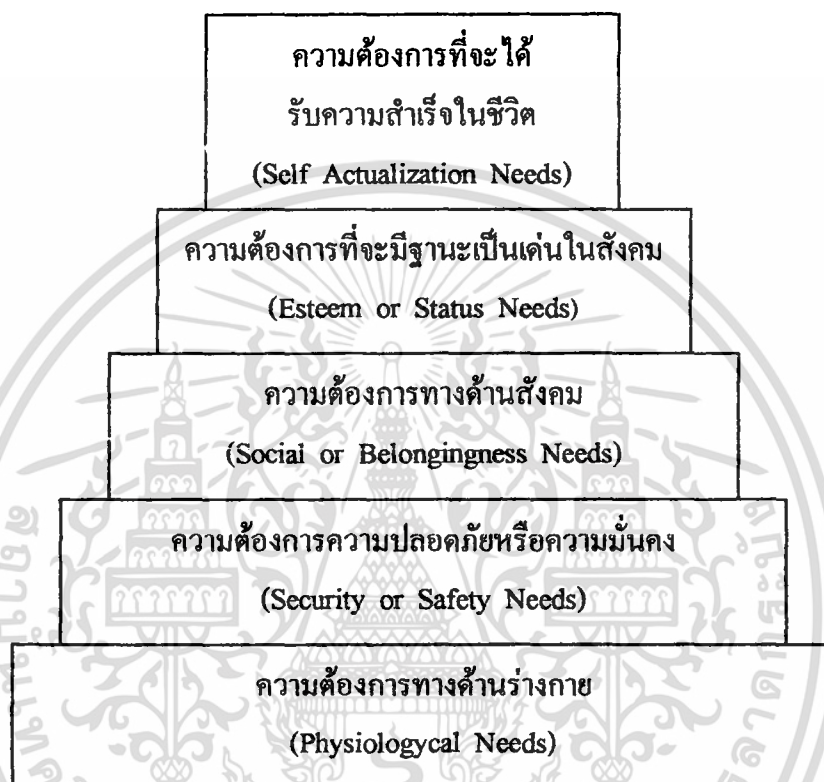 ความต้องการที่จะได้
รับความสำเร็จในชีวิต
(Self Actualization Needs)
ความต้องการที่จะมีฐานะเป็นเด่นในสังคม
(Esteem or Status Needs)
ความต้องการทางด้านสังคม
(Social or Belongingness Needs)
ความต้องการความปลอดภัยหรือความมั่นคง
(Security or Safety Needs)
ความต้องการทางด้านร่างกาย
(Physiologycal Needs)